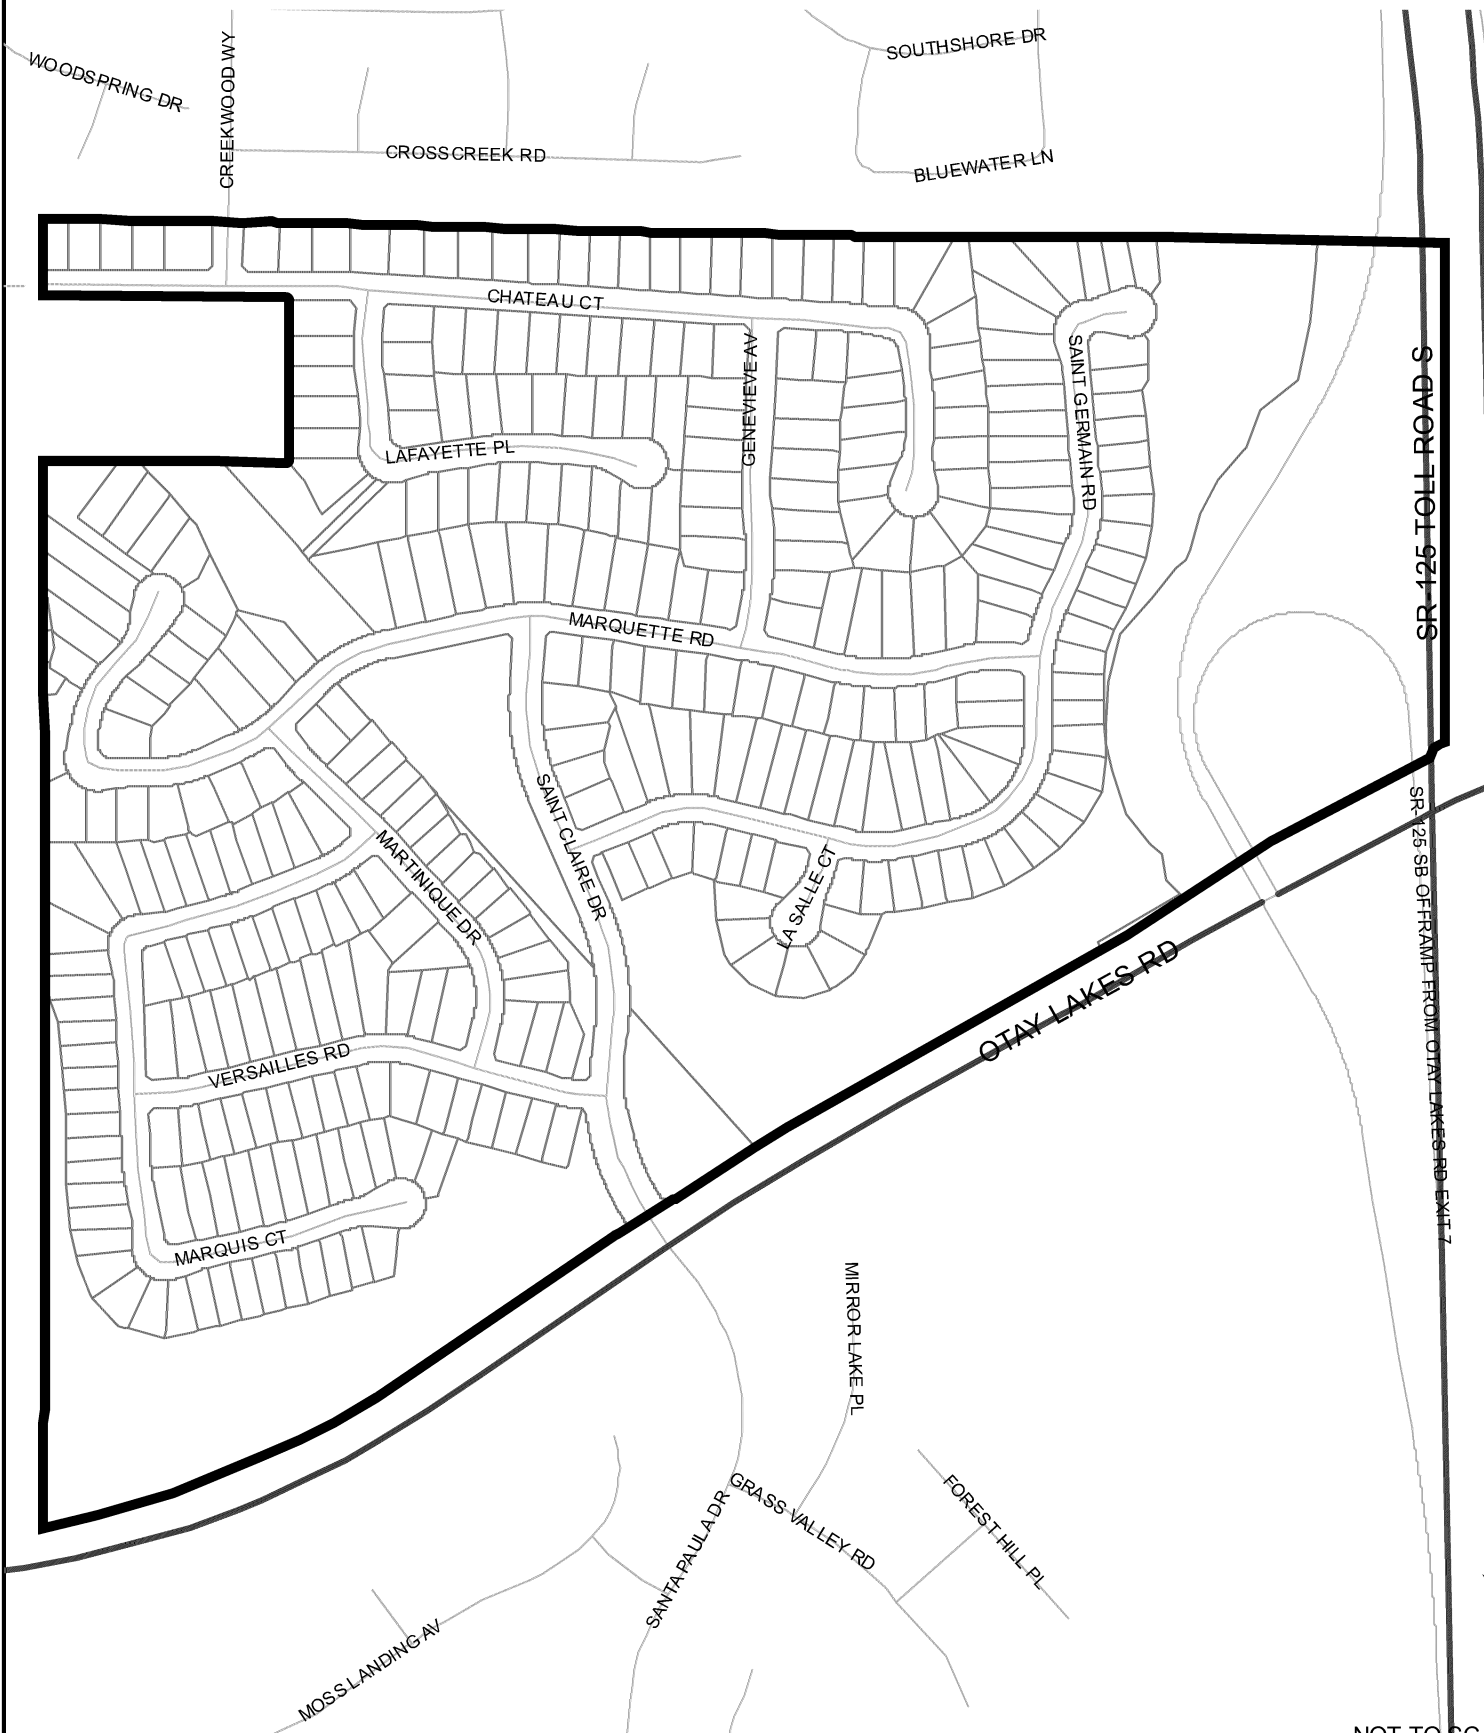 SOUTHSHORE DR
WOODSPRING DR
CREEKWOOD WY
CROSSCREEK RD
BLUEWATER LN
CHATEAU CT
GENEVIEVE AV
SAINT GERMAIN RD
SR-125 TOLL ROAD S
LAFAYETTE PL
MARQUETTE RD
SAINT CLAIRE DR
MARTINIQUE DR
LA SALLE CT
SR-125 SB OFFRAMP FROM OTAY LAKES RD EXIT 7
OTAY LAKES RD
VERSAILLES RD
MARQUIS CT
MIRROR LAKE PL
GRASS VALLEY RD
FOREST HILL PL
SANTA PAULA DR
MOSS LANDING AV
NOT TO SC